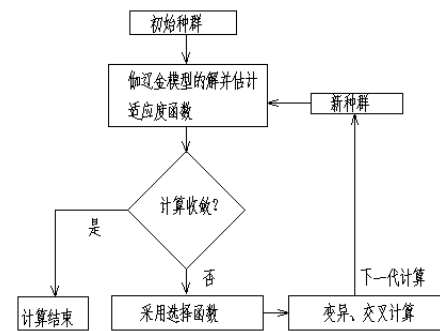 初始种群
伽辽金模型的解并估计
适应度函数
新种群
计算收敛？
是
否
下一代计算
计算结束
采用选择函数
变异、交叉计算